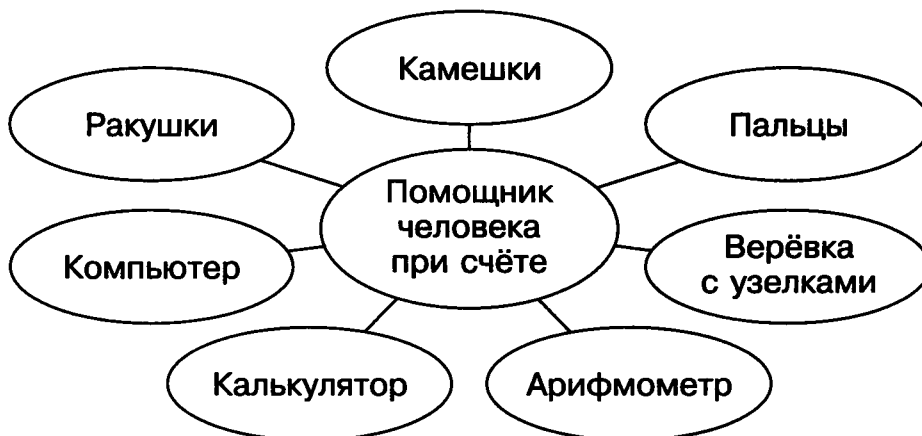 Камешки
Ракушки
Пальцы
Помощник
человека
при счёте
Компьютер
Верёвка
с узелками
Калькулятор
Арифмометр